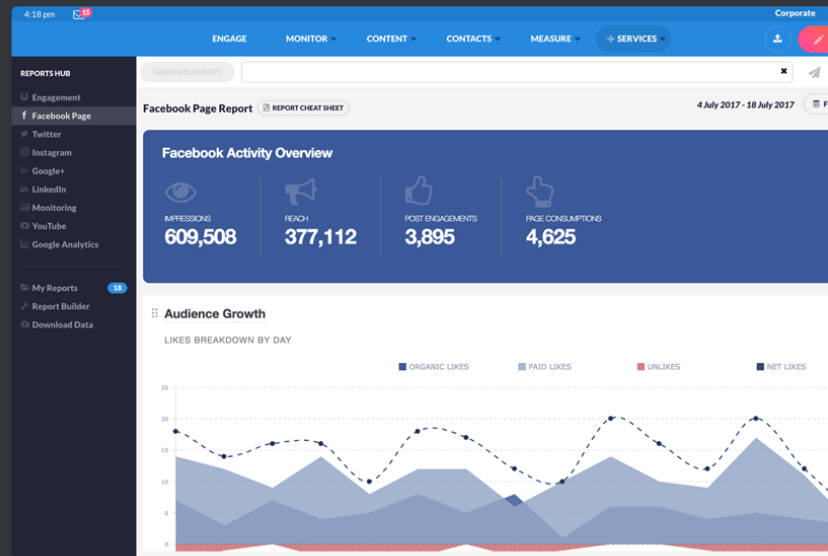 4:18 pm 15 Corporate
ENGAGE MONITOR CONTENT CONTACTS MEASURE + SERVICES
REPORTS HUB
GENERATE REPORT
Engagement
Facebook Page
Twitter
Instagram
Google+
LinkedIn
Monitoring
YouTube
Google Analytics
My Reports 18
Report Builder
Download Data
Facebook Page Report REPORT CHEAT SHEET 4 July 2017 - 18 July 2017 F
Facebook Activity Overview
IMPRESSIONS REACH POST ENGAGEMENTS PAGE CONSUMPTIONS
609,508 377,112 3,895 4,625
Audience Growth
LIKES BREAKDOWN BY DAY
ORGANIC LIKES PAID LIKES UNLIKES NET LIKES
25
20
15
10
5
0